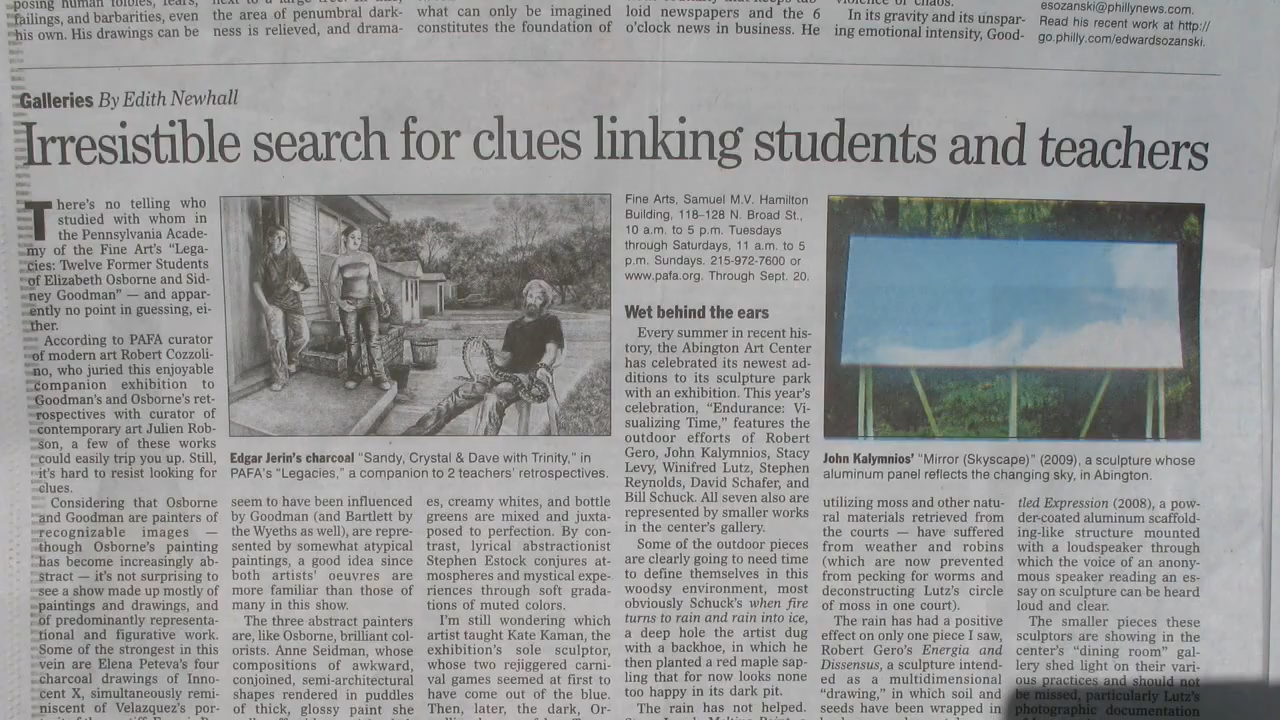 posing human foibles, fears,
failings, and barbarities, even
his own. His drawings can be
the area of penumbral dark-
ness is relieved, and drama-
what can only be imagined
constitutes the foundation of
loid newspapers and the 6
o'clock news in business. He
In its gravity and its unspar-
ing emotional intensity, Good-
esozanski@phillynews.com.
Read his recent work at http://
go.philly.com/edwardsozanski.
Galleries By Edith Newhall
Irresistible search for clues linking students and teachers
There's no telling who
studied with whom in
the Pennsylvania Acade-
my of the Fine Art's "Lega-
cies: Twelve Former Students
of Elizabeth Osborne and Sid-
ney Goodman" — and appar-
ently no point in guessing, ei-
ther.
According to PAFA curator
of modern art Robert Cozzoli-
no, who juried this enjoyable
companion exhibition to
Goodman's and Osborne's ret-
rospectives with curator of
contemporary art Julien Rob-
son, a few of these works
could easily trip you up. Still,
it's hard to resist looking for
clues.
Considering that Osborne
and Goodman are painters of
recognizable images —
though Osborne's painting
has become increasingly ab-
stract — it's not surprising to
see a show made up mostly of
paintings and drawings, and
of predominantly representa-
tional and figurative work.
Some of the strongest in this
vein are Elena Peteva's four
charcoal drawings of Inno-
cent X, simultaneously remi-
niscent of Velazquez's por-
Edgar Jerin's charcoal "Sandy, Crystal & Dave with Trinity," in
PAFA's "Legacies," a companion to 2 teachers' retrospectives.
seem to have been influenced
by Goodman (and Bartlett by
the Wyeths as well), are repre-
sented by somewhat atypical
paintings, a good idea since
both artists' oeuvres are
more familiar than those of
many in this show.
The three abstract painters
are, like Osborne, brilliant col-
orists. Anne Seidman, whose
compositions of awkward,
conjoined, semi-architectural
shapes rendered in puddles
of thick, glossy paint she
es, creamy whites, and bottle
greens are mixed and juxta-
posed to perfection. By con-
trast, lyrical abstractionist
Stephen Estock conjures at-
mospheres and mystical expe-
riences through soft grada-
tions of muted colors.
I'm still wondering which
artist taught Kate Kaman, the
exhibition's sole sculptor,
whose two rejiggered carni-
val games seemed at first to
have come out of the blue.
Then, later, the dark, Or-
Fine Arts, Samuel M.V. Hamilton
Building, 118-128 N. Broad St.,
10 a.m. to 5 p.m. Tuesdays
through Saturdays, 11 a.m. to 5
p.m. Sundays. 215-972-7600 or
www.pafa.org. Through Sept. 20.
Wet behind the ears
Every summer in recent his-
tory, the Abington Art Center
has celebrated its newest ad-
ditions to its sculpture park
with an exhibition. This year's
celebration, "Endurance: Vi-
sualizing Time," features the
outdoor efforts of Robert
Gero, John Kalymnios, Stacy
Levy, Winifred Lutz, Stephen
Reynolds, David Schafer, and
Bill Schuck. All seven also are
represented by smaller works
in the center's gallery.
Some of the outdoor pieces
are clearly going to need time
to define themselves in this
woodsy environment, most
obviously Schuck's when fire
turns to rain and rain into ice,
a deep hole the artist dug
with a backhoe, in which he
then planted a red maple sap-
ling that for now looks none
too happy in its dark pit.
The rain has not helped.
John Kalymnios' "Mirror (Skyscape)" (2009), a sculpture whose
aluminum panel reflects the changing sky, in Abington.
utilizing moss and other natu-
ral materials retrieved from
the courts — have suffered
from weather and robins
(which are now prevented
from pecking for worms and
deconstructing Lutz's circle
of moss in one court).
The rain has had a positive
effect on only one piece I saw,
Robert Gero's Energia and
Dissensus, a sculpture intend-
ed as a multidimensional
"drawing," in which soil and
seeds have been wrapped in
tled Expression (2008), a pow-
der-coated aluminum scaffold-
ing-like structure mounted
with a loudspeaker through
which the voice of an anony-
mous speaker reading an es-
say on sculpture can be heard
loud and clear.
The smaller pieces these
sculptors are showing in the
center's "dining room" gal-
lery shed light on their vari-
ous practices and should not
be missed, particularly Lutz's
photographic documentation